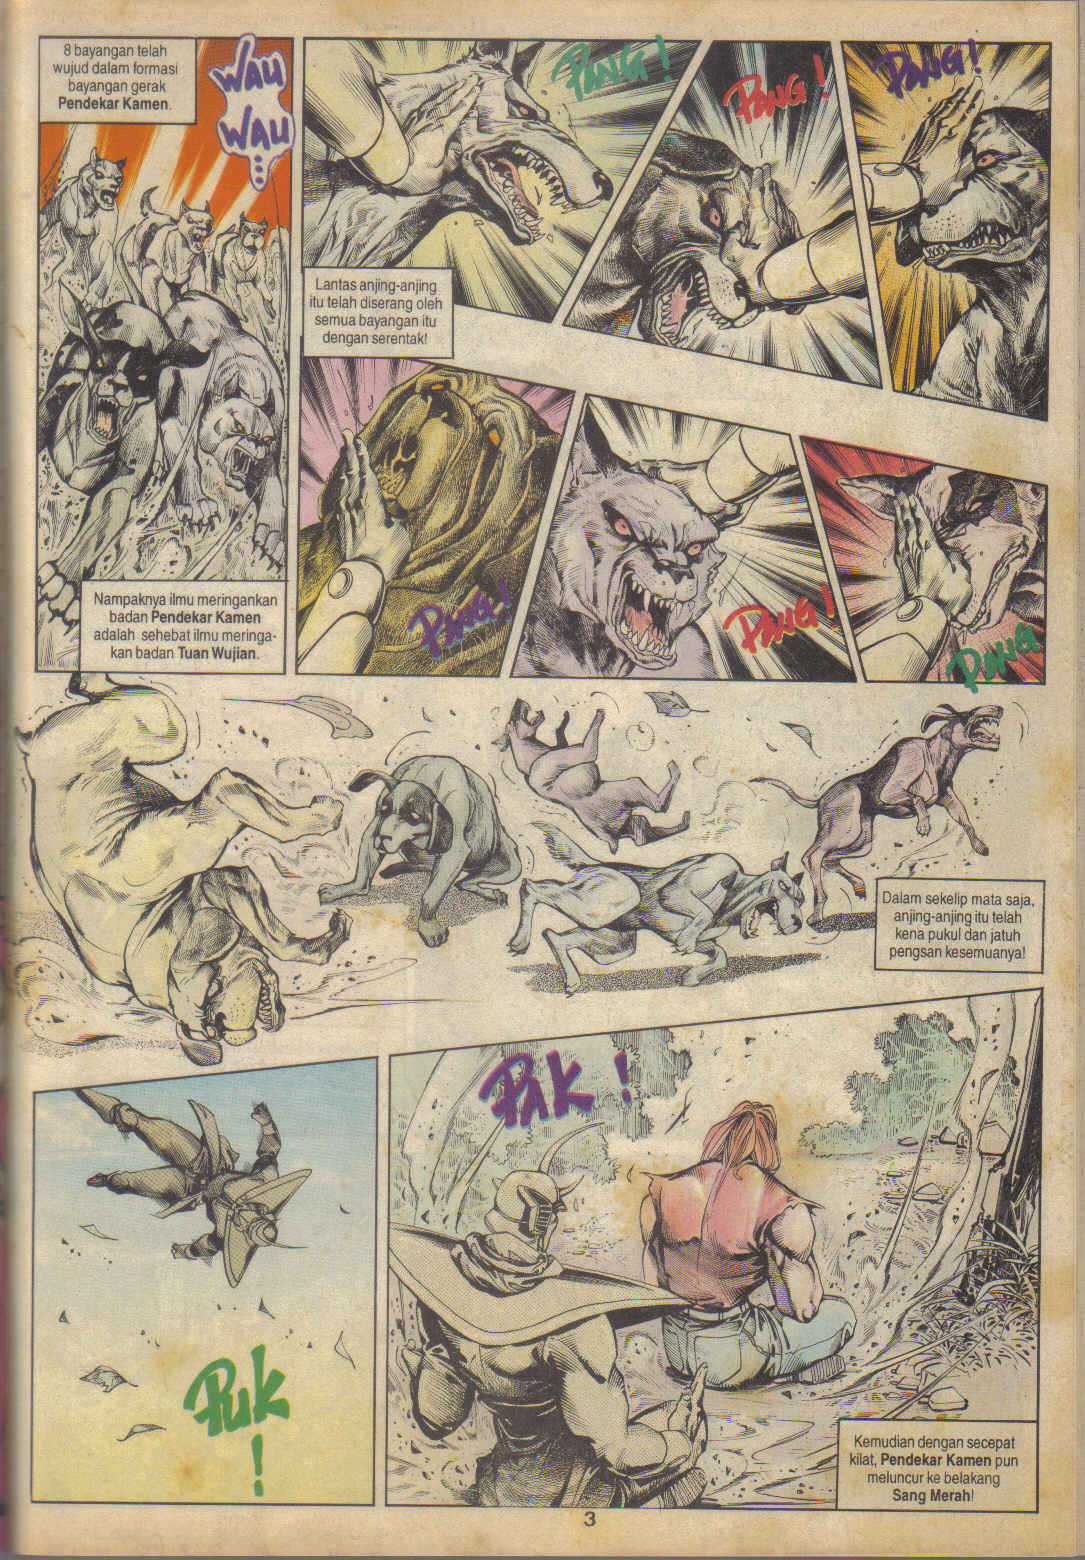 8 bayangan telah
wujud dalam formasi
bayangan gerak
Pendekar Kamen.
WAU
WAU...
PANG!
PANG!
PANG!
Lantas anjing-anjing
itu telah diserang oleh
semua bayangan itu
dengan serentak!
PANG!
PANG!
PANG
Nampaknya ilmu meringankan
badan Pendekar Kamen
adalah sehebat ilmu meringa-
kan badan Tuan Wujian.
Dalam sekelip mata saja,
anjing-anjing itu telah
kena pukul dan jatuh
pengsan kesemuanya!
PUK
!
PAK!
Kemudian dengan secepat
kilat, Pendekar Kamen pun
meluncur ke belakang
Sang Merah!
3